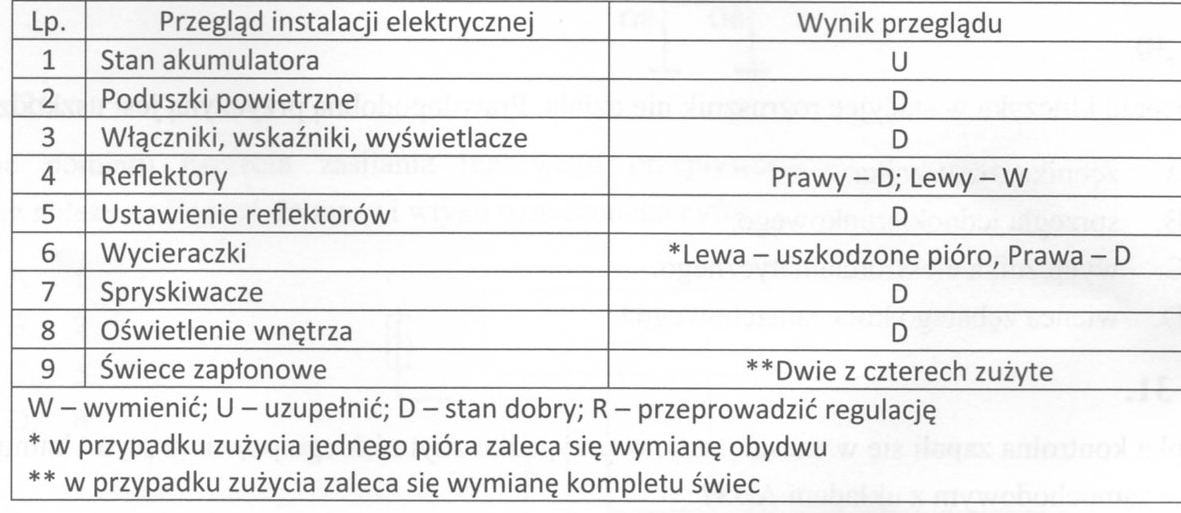 Lp. Przegląd instalacji elektrycznej Wynik przeglądu
1 Stan akumulatora U
2 Poduszki powietrzne D
3 Włączniki, wskaźniki, wyświetlacze D
4 Reflektory Prawy – D; Lewy – W
5 Ustawienie reflektorów D
6 Wycieraczki *Lewa – uszkodzone pióro, Prawa – D
7 Spryskiwacze D
8 Oświetlenie wnętrza D
9 Świece zapłonowe **Dwie z czterech zużyte
W – wymienić; U – uzupełnić; D – stan dobry; R – przeprowadzić regulację
* w przypadku zużycia jednego pióra zaleca się wymianę obydwu
** w przypadku zużycia zaleca się wymianę kompletu świec